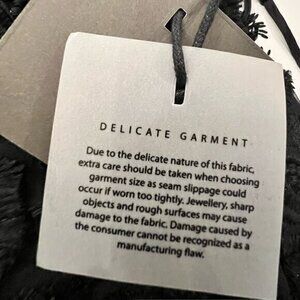 DELICATE GARMENT
Due to the delicate nature of this fabric,
extra care should be taken when choosing
garment size as seam slippage could
occur if worn too tightly. Jewellery, sharp
objects and rough surfaces may cause
damage to the fabric. Damage caused by
the consumer cannot be recognized as a
manufacturing flaw.